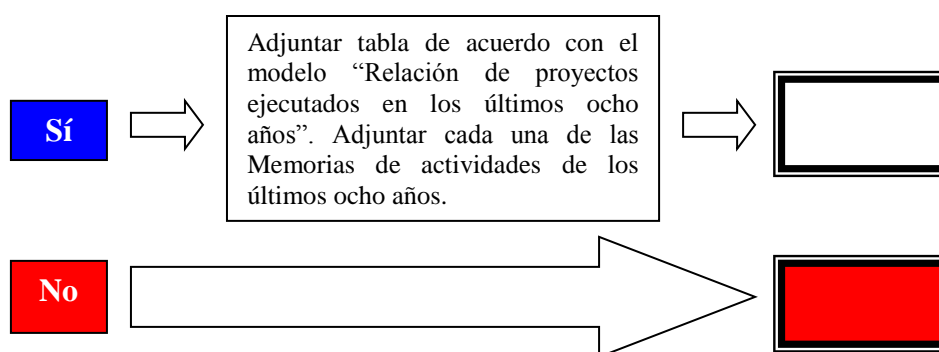 Adjuntar tabla de acuerdo con el
modelo “Relación de proyectos
ejecutados en los últimos ocho
años”. Adjuntar cada una de las
Memorias de actividades de los
últimos ocho años.
Sí
No